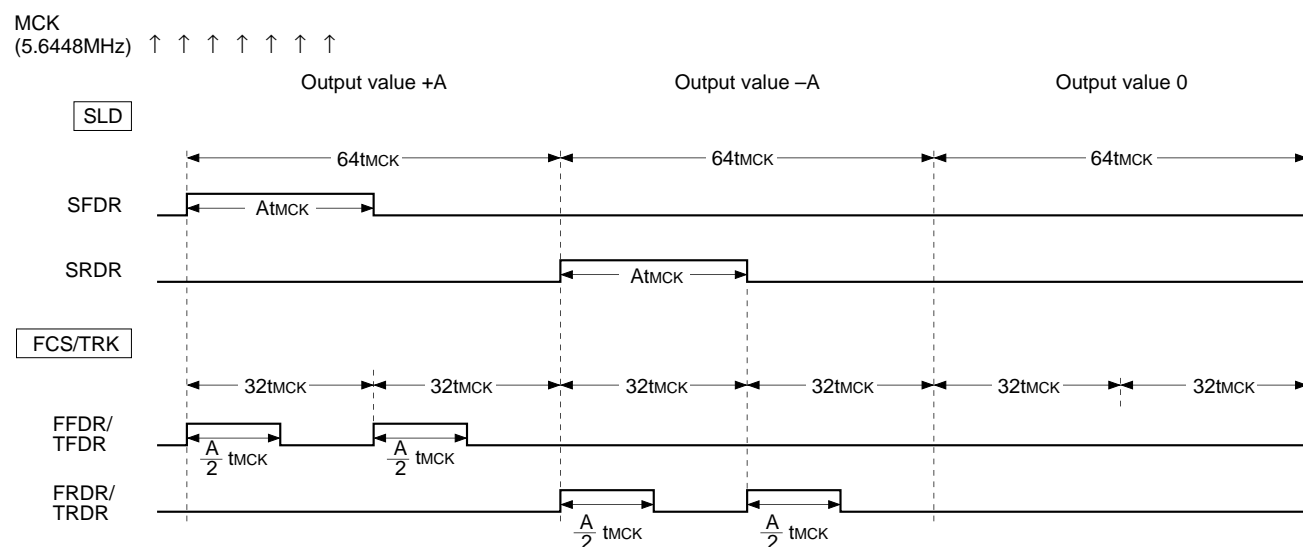 MCK
(5.6448MHz) ↑ ↑ ↑ ↑ ↑ ↑ ↑
Output value +A Output value –A Output value 0
SLD
64tMCK 64tMCK 64tMCK
SFDR AtMCK
SRDR AtMCK
FCS/TRK
32tMCK 32tMCK 32tMCK 32tMCK 32tMCK 32tMCK
FFDR/
TFDR
A/2 tMCK A/2 tMCK
FRDR/
TRDR
A/2 tMCK A/2 tMCK